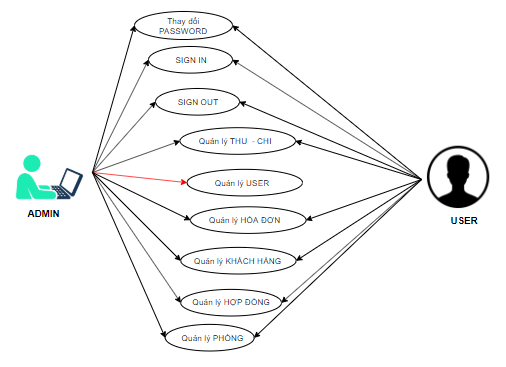 Thay dổi
PASSWORD
SIGN IN
SIGN OUT
Quản lý THU - CHI
Quản lý USER
Quản lý HÓA ĐƠN
Quản lý KHÁCH HÀNG
Quản lý HỢP ĐỒNG
Quản lý PHÒNG
ADMIN
USER